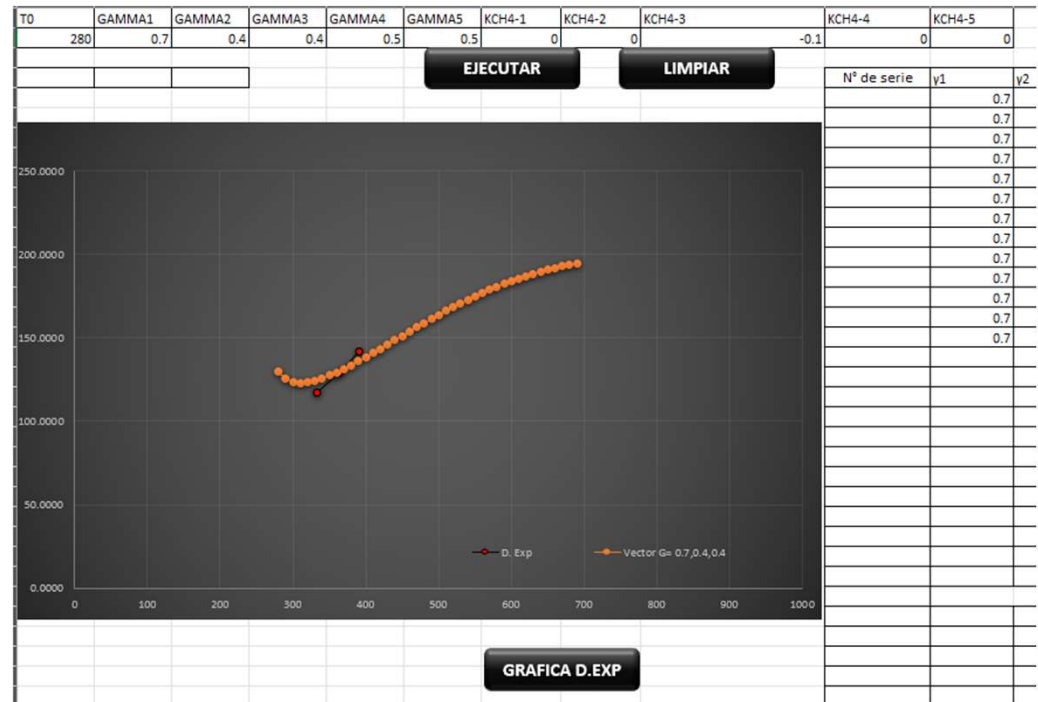 T0 GAMMA1 GAMMA2 GAMMA3 GAMMA4 GAMMA5 KCH4-1 KCH4-2 KCH4-3 KCH4-4 KCH4-5
280 0.7 0.4 0.4 0.5 0.5 0 0 -0.1 0 0
EJECUTAR LIMPIAR
N° de serie γ1 γ2
0.7
0.7
0.7
0.7
0.7
0.7
0.7
0.7
0.7
0.7
0.7
0.7
0.7
250.0000
200.0000
150.0000
100.0000
50.0000
0.0000
D. Exp Vector G= 0.7,0.4,0.4
0 100 200 300 400 500 600 700 800 900 1000
GRAFICA D.EXP